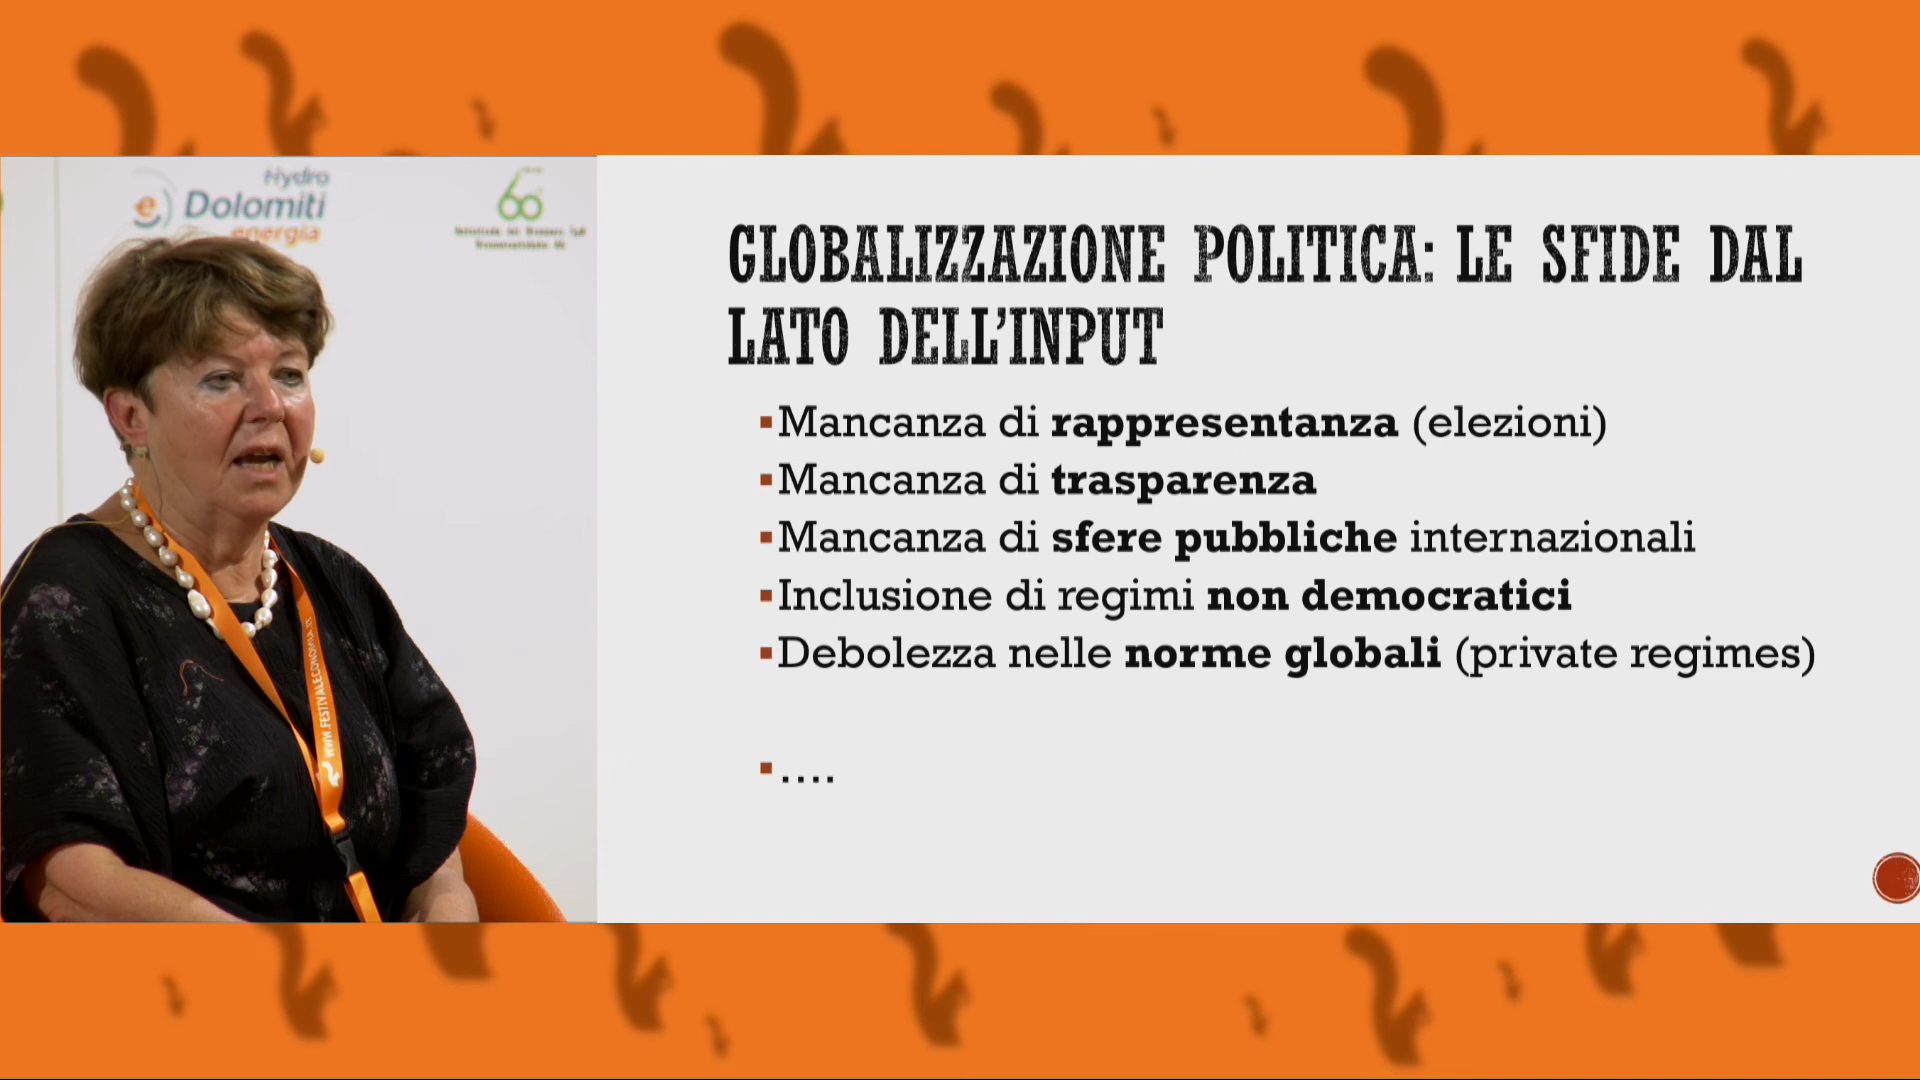 Hydro
Dolomiti
energia
60
GLOBALIZZAZIONE POLITICA: LE SFIDE DAL
LATO DELL'INPUT
▪Mancanza di rappresentanza (elezioni)
▪Mancanza di trasparenza
▪Mancanza di sfere pubbliche internazionali
▪Inclusione di regimi non democratici
▪Debolezza nelle norme globali (private regimes)
▪....
WWW.FESTIVALECONOMIA.IT